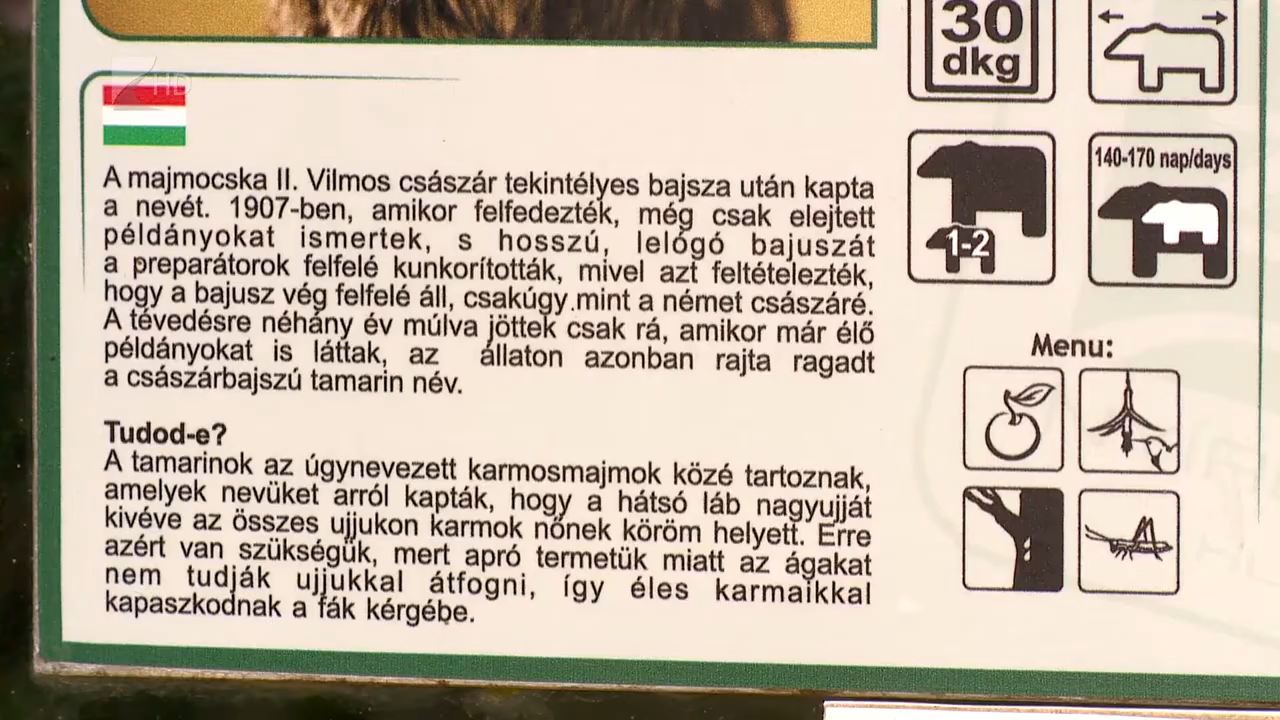 30
dkg
7 HD
A majmocska II. Vilmos császár tekintélyes bajsza után kapta
a nevét. 1907-ben, amikor felfedezték, még csak elejtett
példányokat ismertek, s hosszú, lelógó bajuszát
a preparátorok felfelé kunkorították, mivel azt feltételezték,
hogy a bajusz vég felfelé áll, csakúgy.mint a német császáré.
A tévedésre néhány év múlva jöttek csak rá, amikor már élő
példányokat is láttak, az állaton azonban rajta ragadt
a császárbajszú tamarin név.
Tudod-e?
A tamarinok az úgynevezett karmosmajmok közé tartoznak,
amelyek nevüket arról kapták, hogy a hátsó láb nagyujját
kivéve az összes ujjukon karmok nőnek köröm helyett. Erre
azért van szükségük, mert apró termetük miatt az ágakat
nem tudják ujjukkal átfogni, így éles karmaikkal
kapaszkodnak a fák kérgébe.
1-2
140-170 nap/days
Menu: